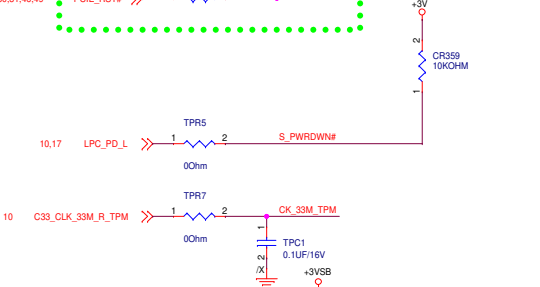 +3V
2
CR359
10KOHM
1
TPR5
10,17 LPC_PD_L 1 2 S_PWRDWN#
0Ohm
TPR7
10 C33_CLK_33M_R_TPM 1 2 CK_33M_TPM
0Ohm
1
TPC1
0.1UF/16V
2
/X
+3VSB